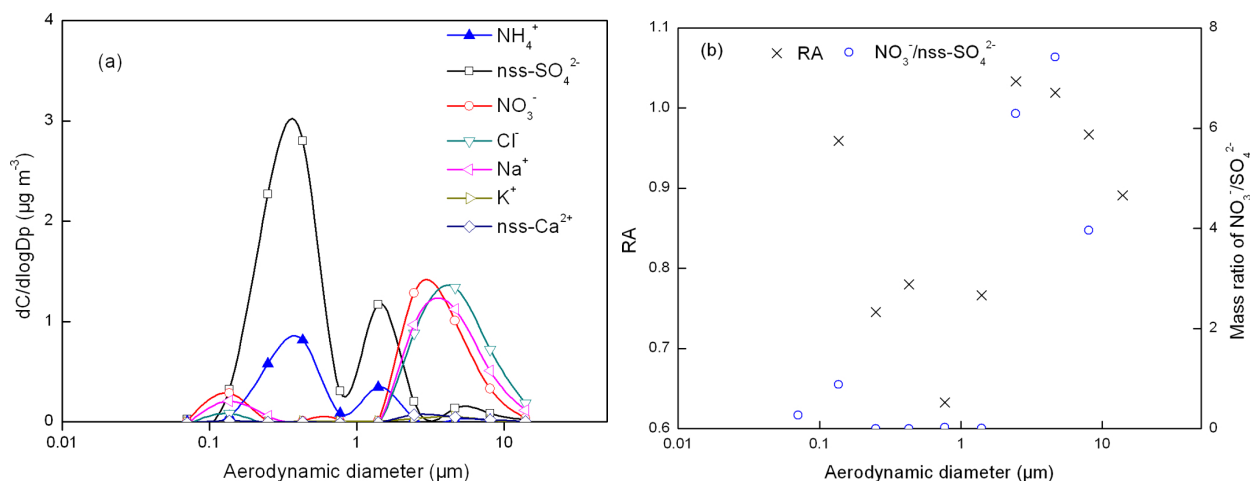 (a)
NH₄⁺
nss-SO₄²⁻
NO₃⁻
Cl⁻
Na⁺
K⁺
nss-Ca²⁺
dC/dlogDp (µg m⁻³)
4
3
2
1
0
0.01 0.1 1 10
Aerodynamic diameter (µm)
(b)
RA NO₃⁻/nss-SO₄²⁻
RA
1.1
1.0
0.9
0.8
0.7
0.6
8
6
4
2
0
Mass ratio of NO₃⁻/SO₄²⁻
0.01 0.1 1 10
Aerodynamic diameter (µm)